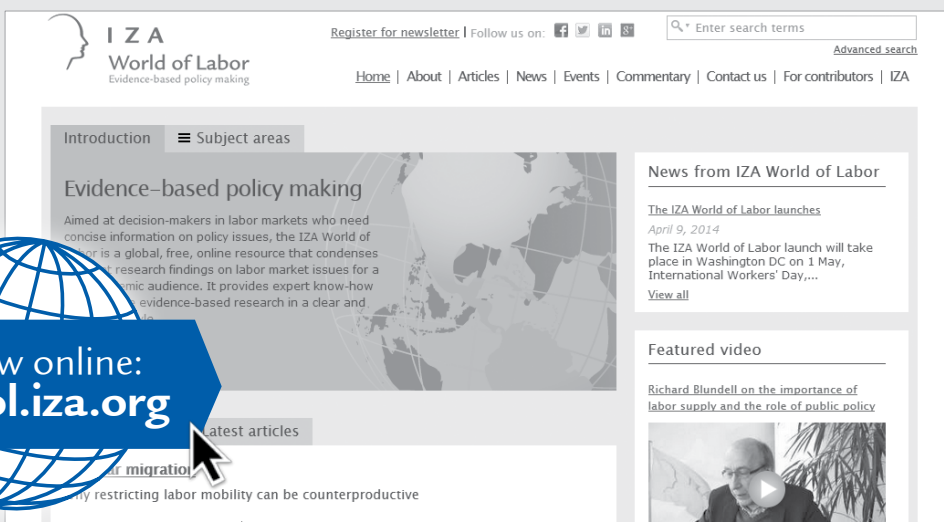 I Z A
World of Labor
Evidence-based policy making
Register for newsletter | Follow us on:
Enter search terms
Advanced search
Home | About | Articles | News | Events | Commentary | Contact us | For contributors | IZA
Introduction
Subject areas
Evidence-based policy making
Aimed at decision-makers in labor markets who need
concise information on policy issues, the IZA World of
is a global, free, online resource that condenses
research findings on labor market issues for a
audience. It provides expert know-how
evidence-based research in a clear and
online:
.iza.org
Latest articles
migration
restricting labor mobility can be counterproductive
News from IZA World of Labor
The IZA World of Labor launches
April 9, 2014
The IZA World of Labor launch will take
place in Washington DC on 1 May,
International Workers' Day,...
View all
Featured video
Richard Blundell on the importance of
labor supply and the role of public policy